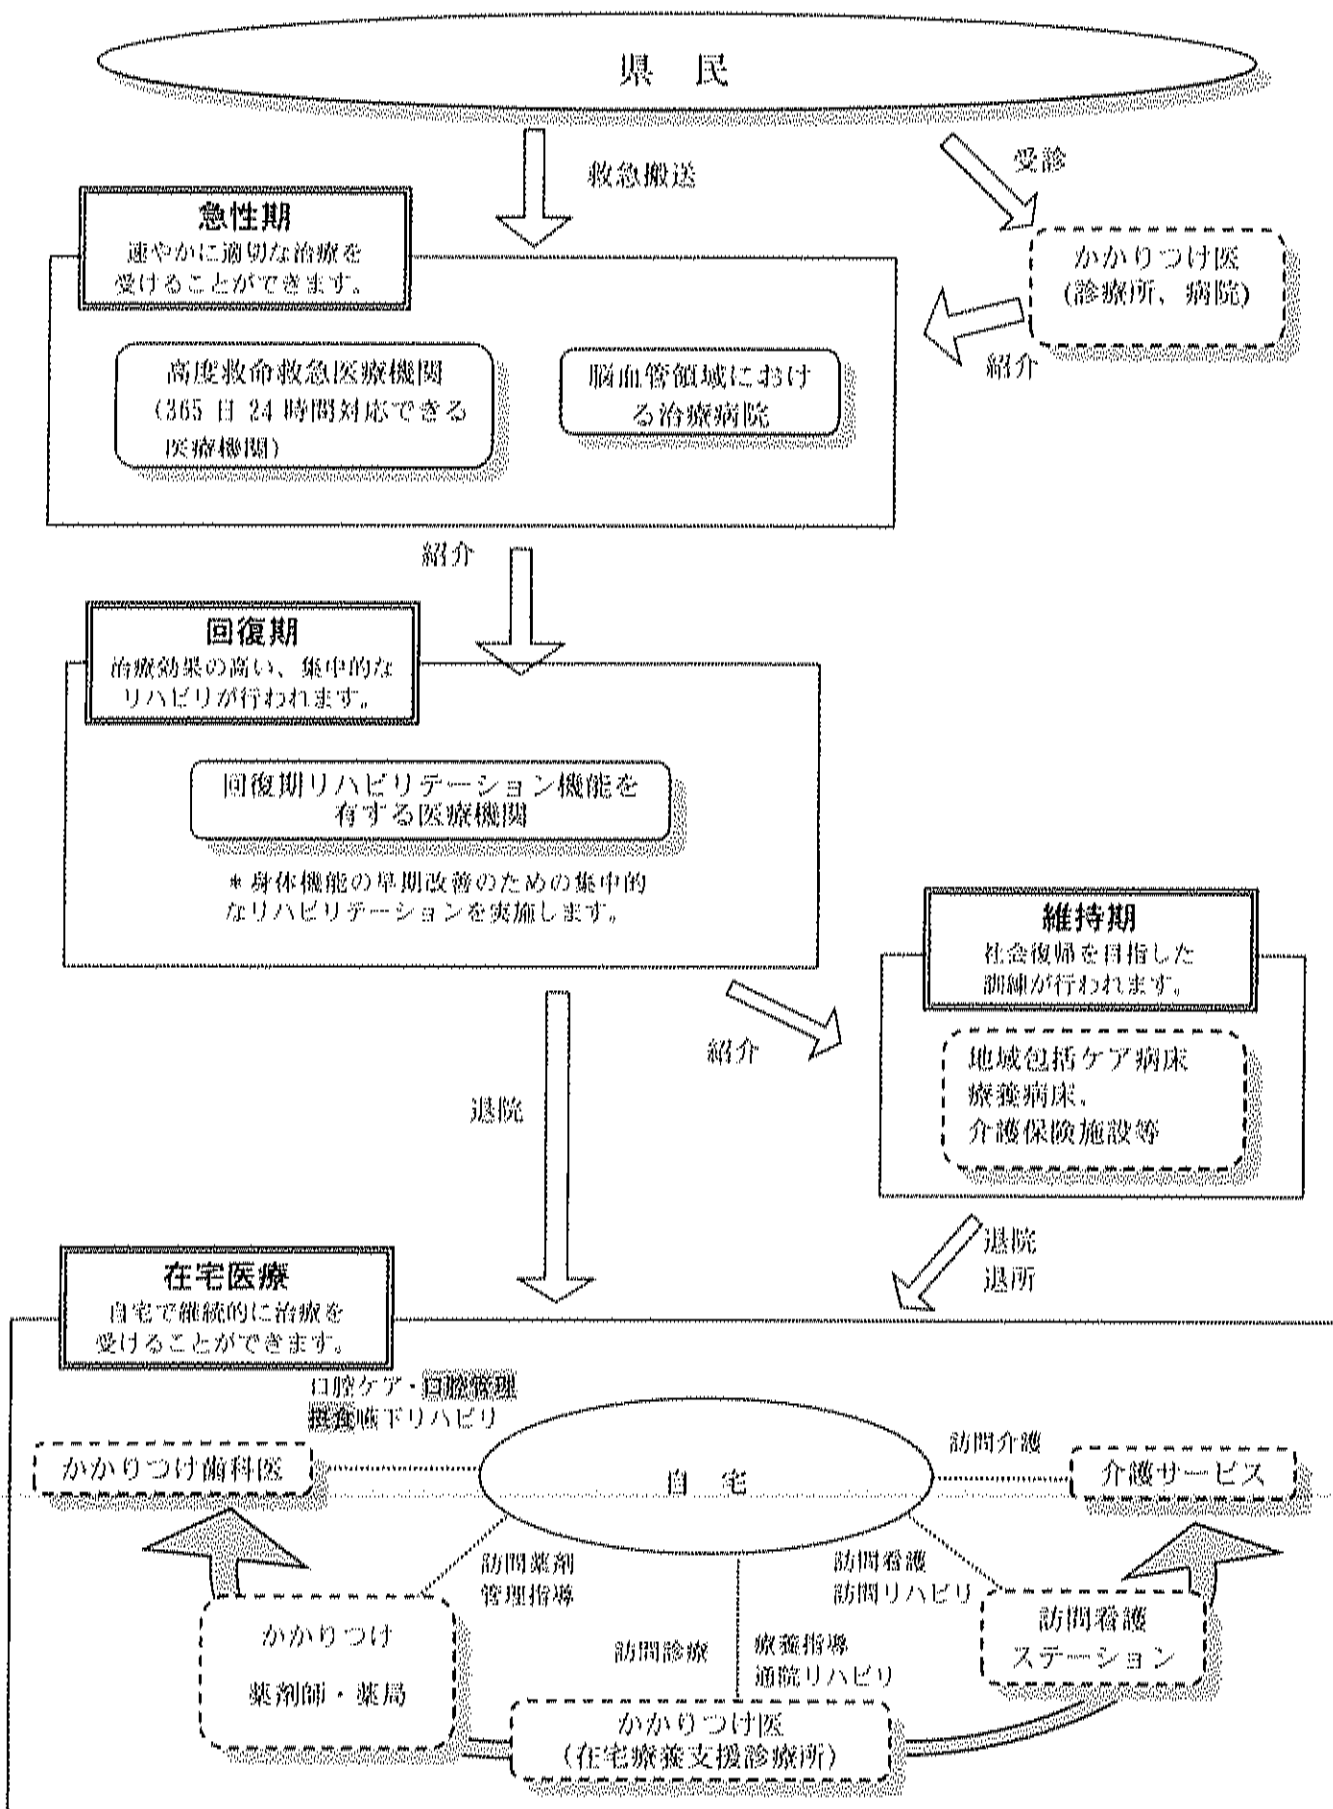 県 民
救急搬送
受診
急性期
速やかに適切な治療を
受けることができます。
かかりつけ医
(診療所、病院)
紹介
高度救命救急医療機関
(365 日 24 時間対応できる
医療機関)
脳血管領域におけ
る治療病院
紹介
回復期
治療効果の高い、集中的な
リハビリが行われます。
回復期リハビリテーション機能を
有する医療機関
*身体機能の早期改善のための集中的
なリハビリテーションを実施します。
維持期
社会復帰を目指した
訓練が行われます。
紹介
地域包括ケア病床
療養病床、
介護保険施設等
退院
退院
退所
在宅医療
自宅で継続的に治療を
受けることができます。
口腔ケア・口腔管理
摂食嚥下リハビリ
かかりつけ歯科医
自 宅
訪問介護
介護サービス
訪問薬剤
管理指導
訪問看護
訪問リハビリ
かかりつけ
薬剤師・薬局
訪問診療
療養指導
通院リハビリ
訪問看護
ステーション
かかりつけ医
(在宅療養支援診療所)